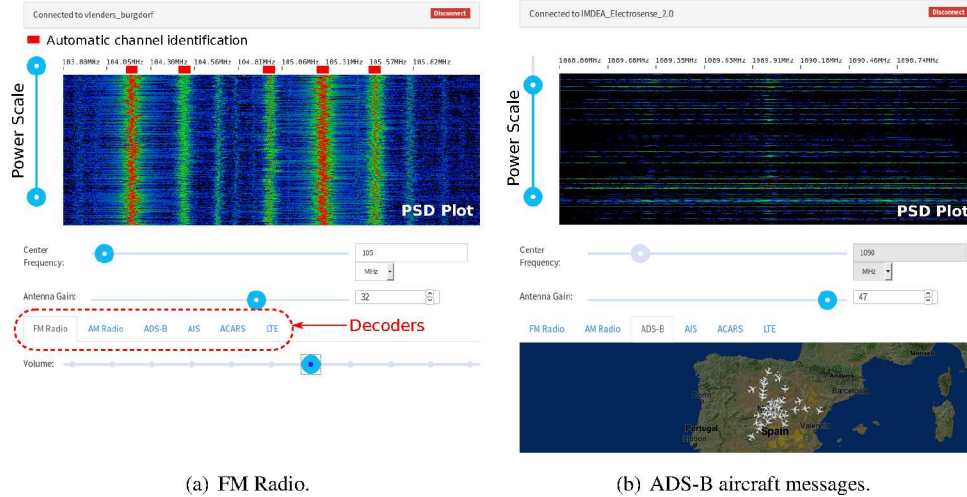 Connected to vlenders_burgdorf
Disconnect
Automatic channel identification
103.80MHz 104.05MHz 104.30MHz 104.56MHz 104.81MHz 105.06MHz 105.31MHz 105.57MHz 105.82MHz
Power Scale
PSD Plot
Center
Frequency:
105
MHz
Antenna Gain:
32
FM Radio AM Radio ADS-B AIS ACARS LTE
Decoders
Volume:
(a) FM Radio.
Connected to IMDEA_Electrosense_2.0
Disconnect
1088.80MHz 1089.08MHz 1089.35MHz 1089.63MHz 1089.91MHz 1090.18MHz 1090.46MHz 1090.74MHz
Power Scale
PSD Plot
Center
Frequency:
1090
MHz
Antenna Gain:
47
FM Radio AM Radio ADS-B AIS ACARS LTE
Monaco
Andorra
Barcelona
Porto
Portugal
Lisbon
Spain
Valencia
(b) ADS-B aircraft messages.